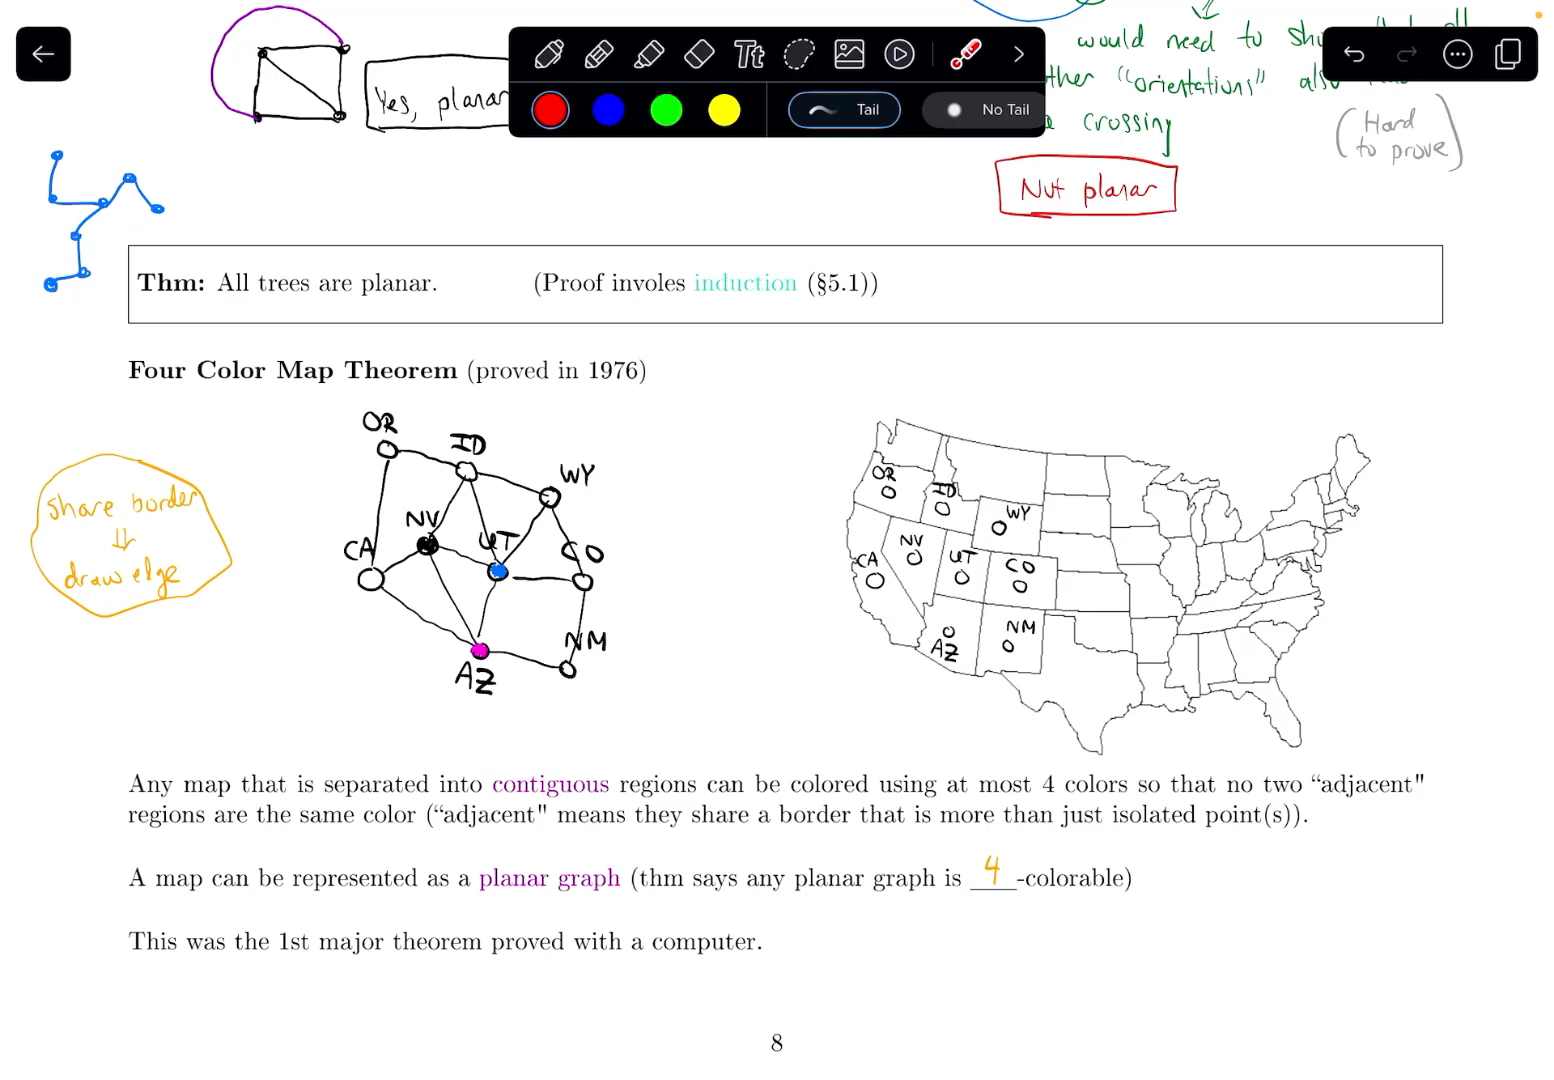 would need to
Tt
Yes, planar
"orientations"
Tail
No Tail
crossing
(Hard
to prove)
Not planar
Thm: All trees are planar. (Proof involes induction (§5.1))
Four Color Map Theorem (proved in 1976)
OR
ID
WY
NV
UT
CA
CO
NM
AZ
share border
⇓
draw edge
OR
ID
WY
NV
CA
UT
CO
AZ
NM
Any map that is separated into contiguous regions can be colored using at most 4 colors so that no two “adjacent"
regions are the same color (“adjacent" means they share a border that is more than just isolated point(s)).
A map can be represented as a planar graph (thm says any planar graph is 4-colorable)
This was the 1st major theorem proved with a computer.
8